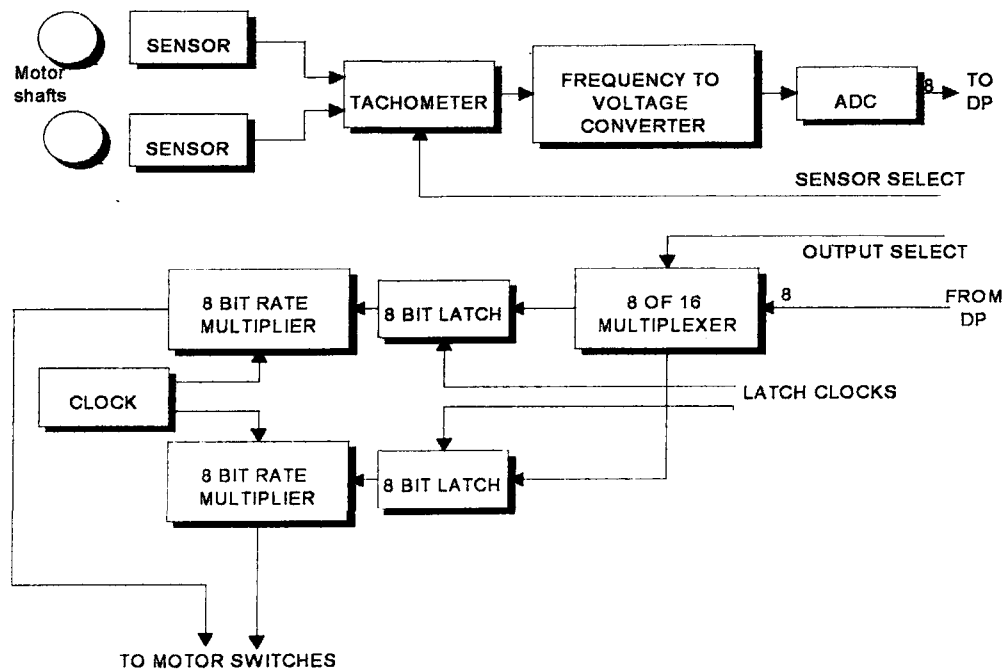 SENSOR
Motor
shafts
SENSOR
TACHOMETER
FREQUENCY TO
VOLTAGE
CONVERTER
ADC
8
TO
DP
SENSOR SELECT
OUTPUT SELECT
8 BIT RATE
MULTIPLIER
8 BIT LATCH
8 OF 16
MULTIPLEXER
8
FROM
DP
CLOCK
LATCH CLOCKS
8 BIT RATE
MULTIPLIER
8 BIT LATCH
TO MOTOR SWITCHES